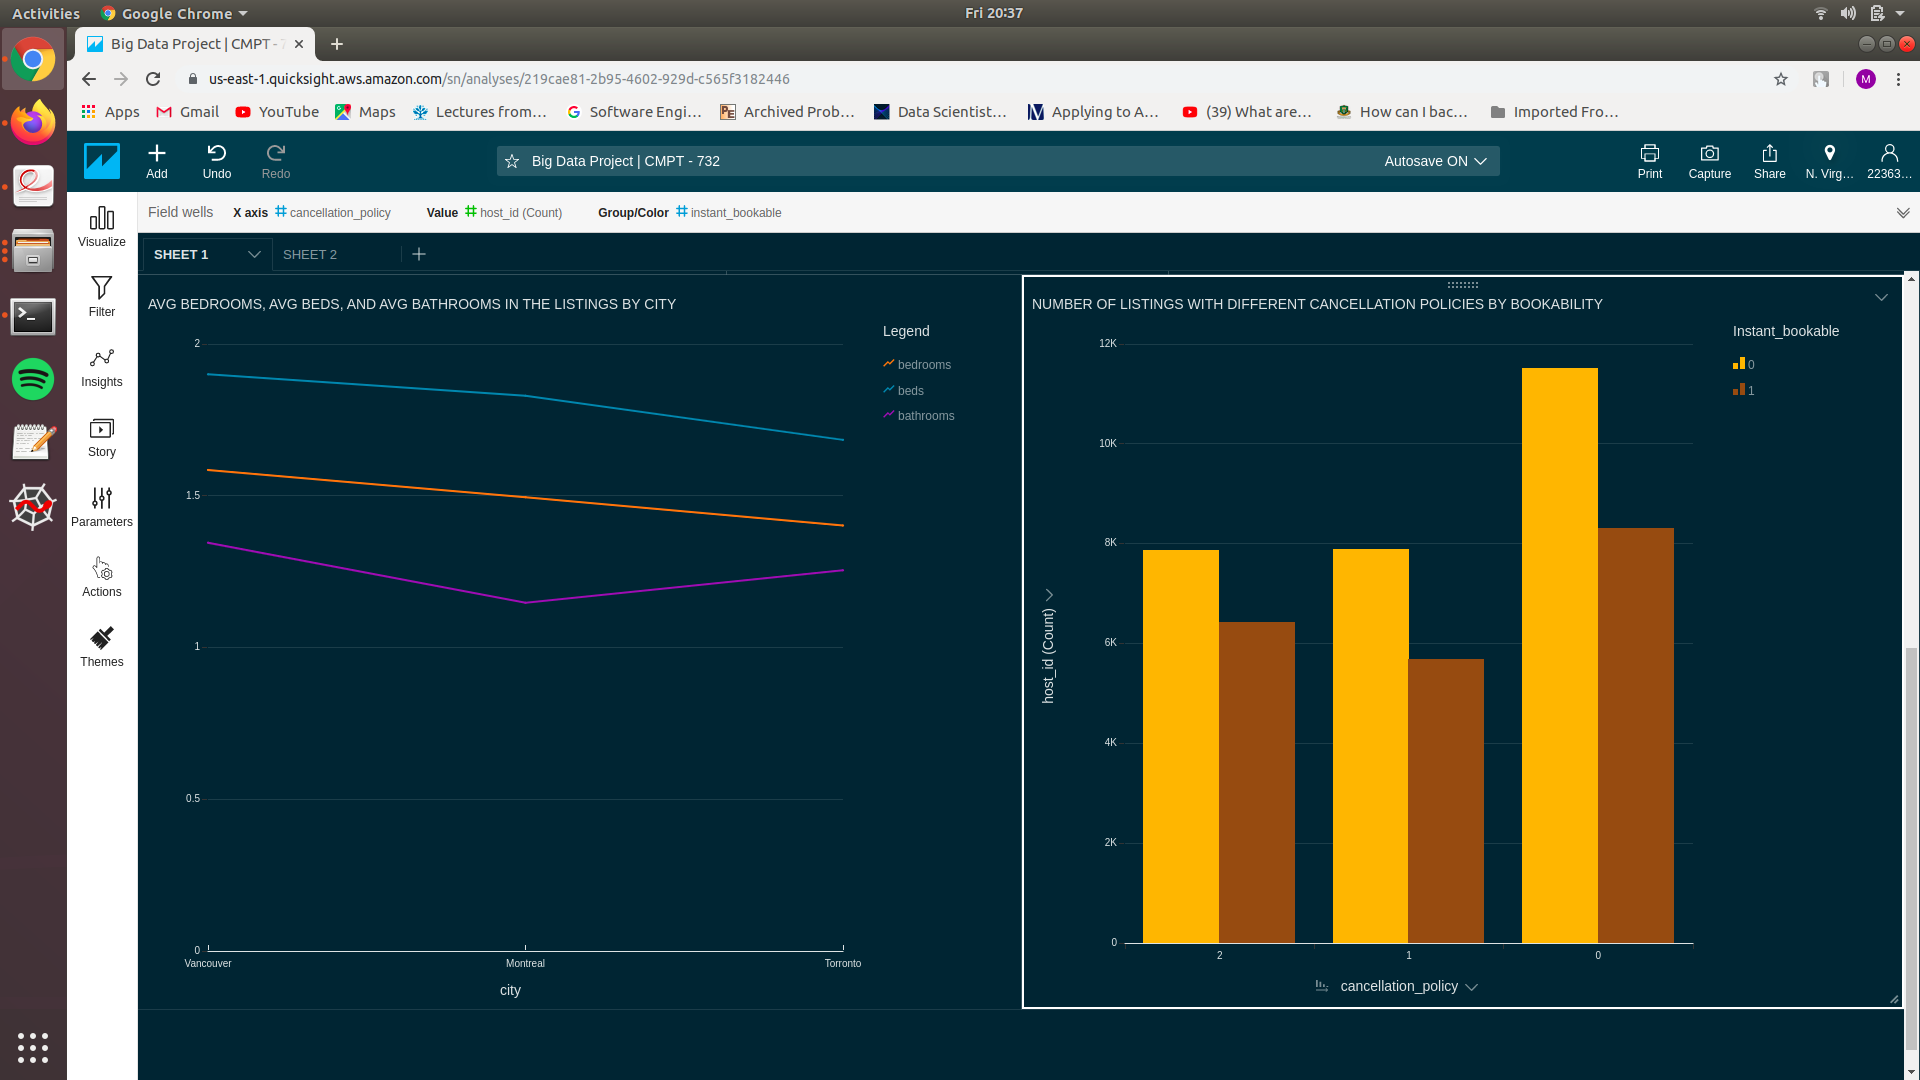 Activities Google Chrome Fri 20:37
Big Data Project | CMPT - 7
us-east-1.quicksight.aws.amazon.com/sn/analyses/219cae81-2b95-4602-929d-c565f3182446
M
Apps Gmail YouTube Maps Lectures from... Software Engi... Archived Prob... Data Scientist... Applying to A... (39) What are... How can I bac... Imported Fro...
Add Undo Redo
Big Data Project | CMPT - 732 Autosave ON
Print Capture Share N. Virg... 22363...
Field wells X axis cancellation_policy Value host_id (Count) Group/Color instant_bookable
SHEET 1 SHEET 2
Visualize
Filter
Insights
Story
Parameters
Actions
Themes
AVG BEDROOMS, AVG BEDS, AND AVG BATHROOMS IN THE LISTINGS BY CITY
Legend
bedrooms
beds
bathrooms
2
1.5
1
0.5
0
Vancouver Montreal Torronto
city
NUMBER OF LISTINGS WITH DIFFERENT CANCELLATION POLICIES BY BOOKABILITY
Instant_bookable
0
1
12K
10K
8K
6K
4K
2K
0
host_id (Count)
2 1 0
cancellation_policy